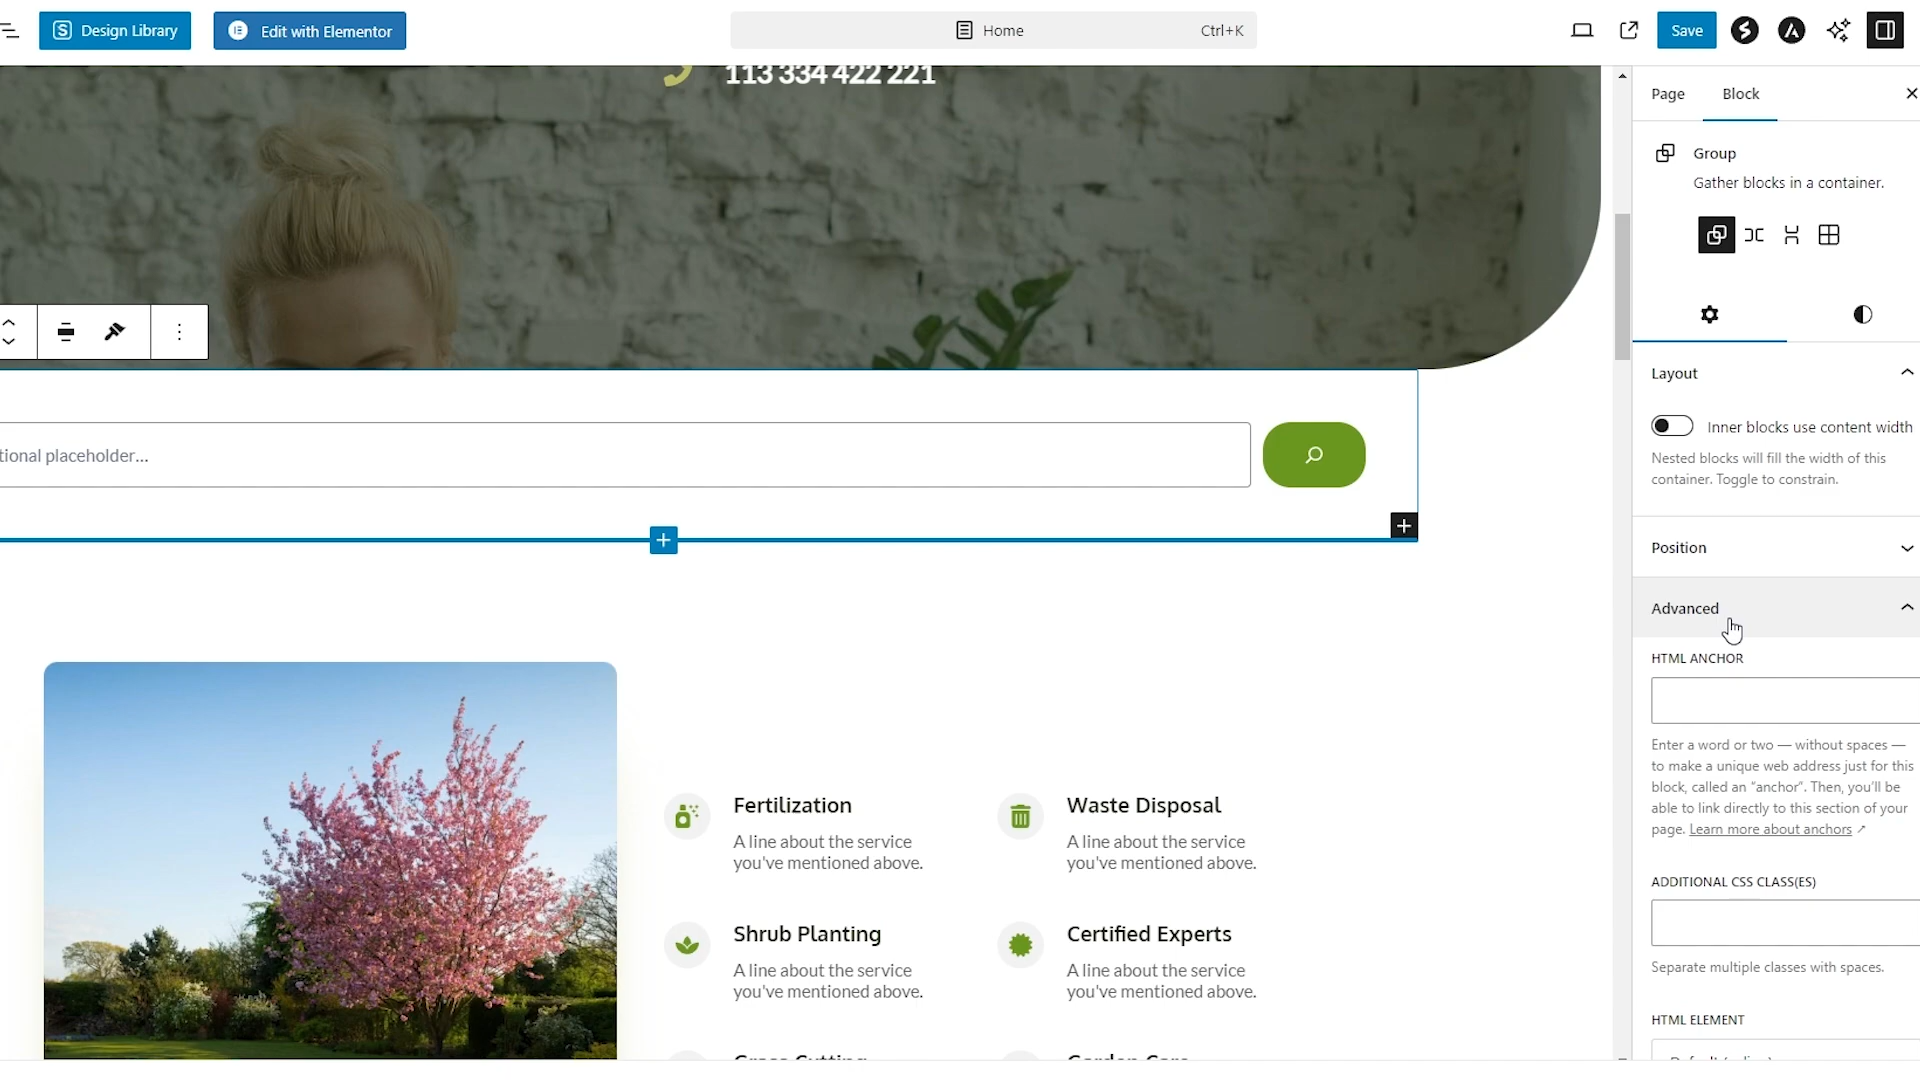 Design Library
Edit with Elementor
Home
Ctrl+K
Save
113 334 422 221
Page
Block
Group
Gather blocks in a container.
Layout
Inner blocks use content width
Nested blocks will fill the width of this
container. Toggle to constrain.
tional placeholder...
Position
Advanced
HTML ANCHOR
Enter a word or two — without spaces —
to make a unique web address just for this
block, called an “anchor”. Then, you’ll be
able to link directly to this section of your
page. Learn more about anchors ↗
ADDITIONAL CSS CLASS(ES)
Separate multiple classes with spaces.
HTML ELEMENT
Fertilization
A line about the service
you've mentioned above.
Waste Disposal
A line about the service
you've mentioned above.
Shrub Planting
A line about the service
you've mentioned above.
Certified Experts
A line about the service
you've mentioned above.